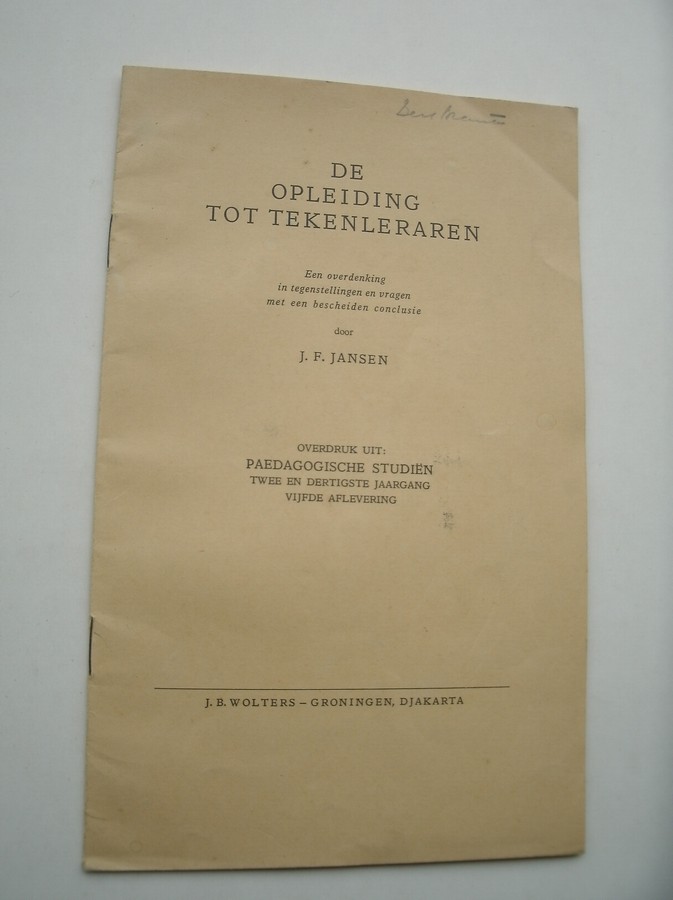 DE
OPLEIDING
TOT TEKENLERAREN
Een overdenking
in tegenstellingen en vragen
met een bescheiden conclusie
door
J. F. JANSEN
OVERDRUK UIT:
PAEDAGOGISCHE STUDIËN
TWEE EN DERTIGSTE JAARGANG
VIJFDE AFLEVERING
J. B. WOLTERS – GRONINGEN, DJAKARTA